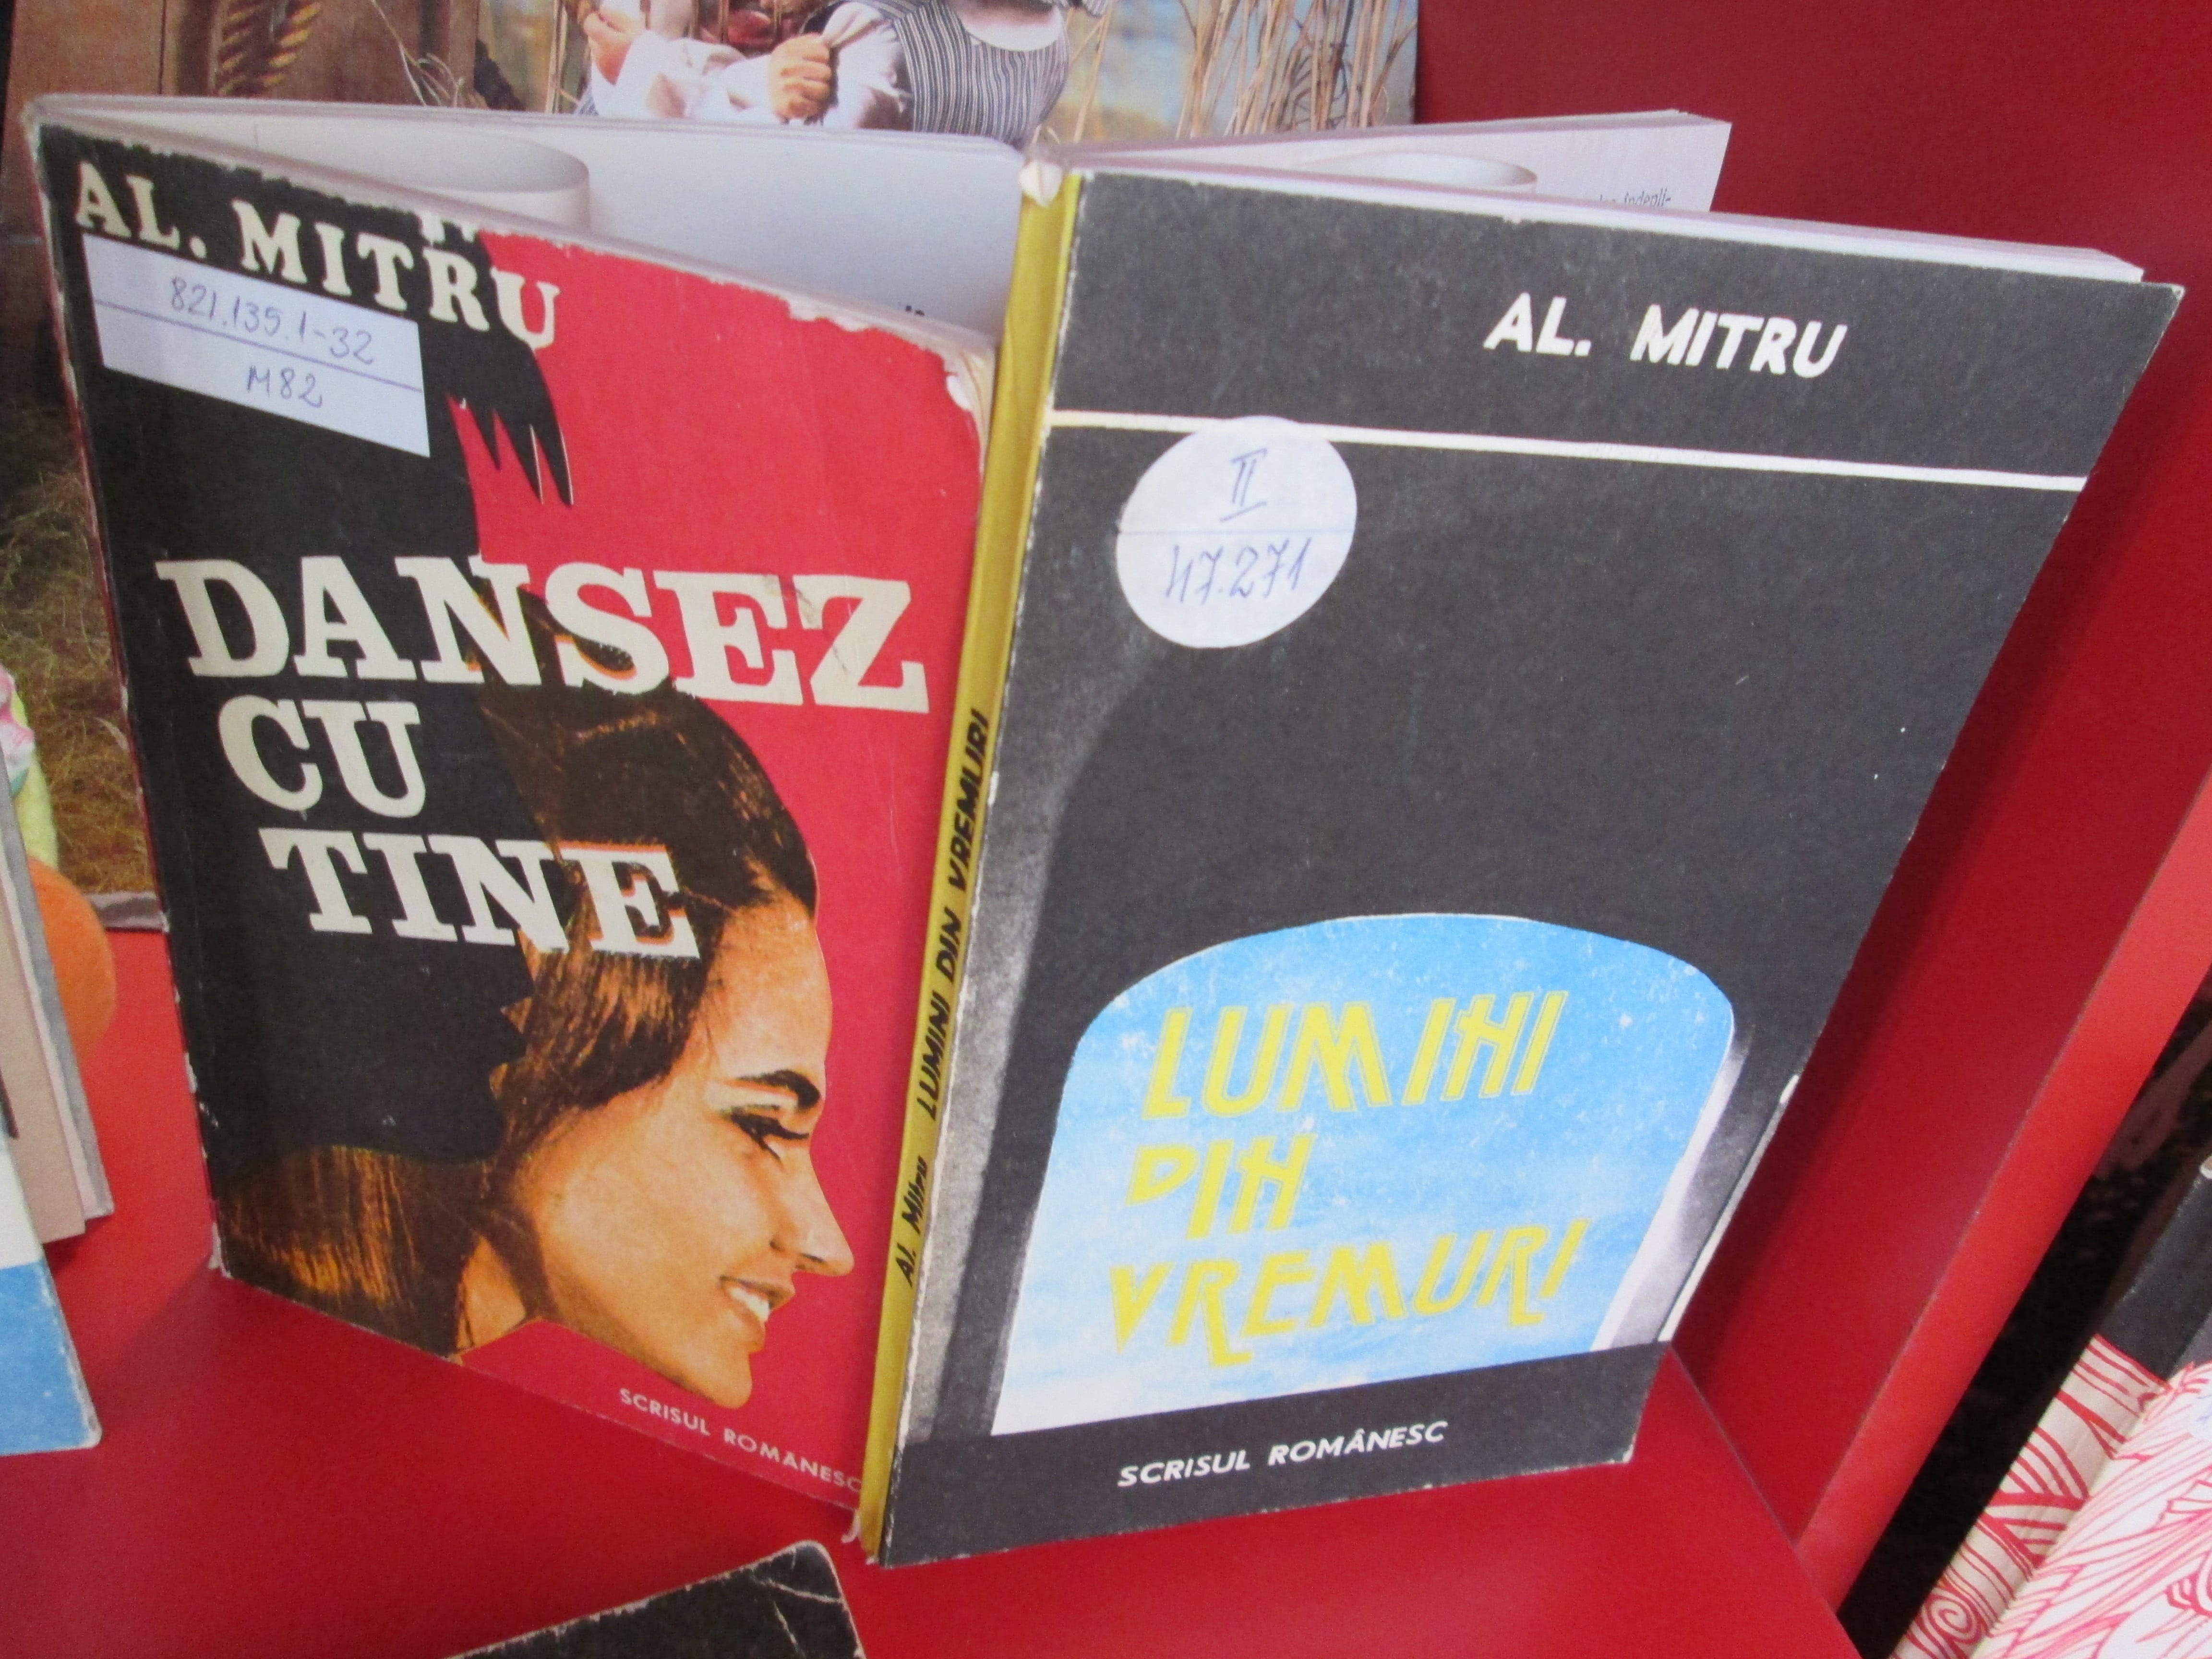 AL. MITRU
821.135.1-32
M82
DANSEZ
CU
TINE
SCRISUL ROMÂNESC
Al. Mitru LUMINI DIN VREMURI
AL. MITRU
II
47.271
LUMINI
DIN
VREMURI
SCRISUL ROMÂNESC